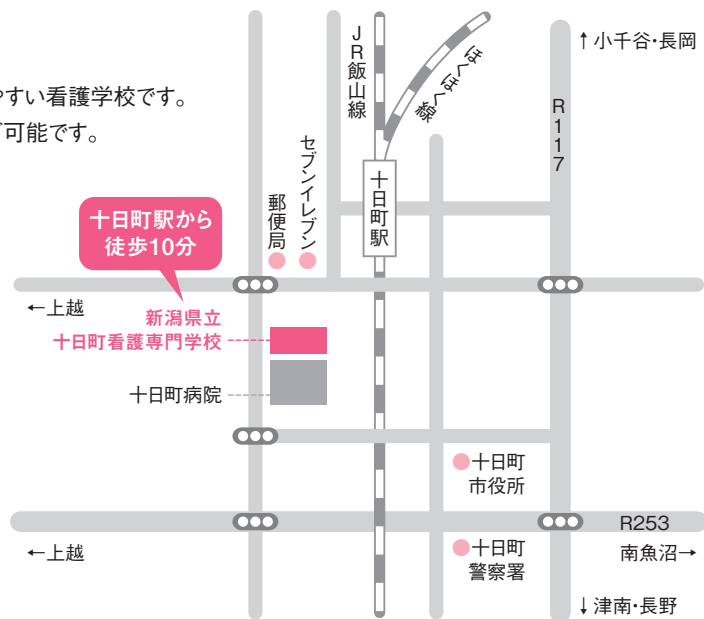 やすい看護学校です。
可能です。
JR飯山線
ほくほく線
↑小千谷・長岡
R117
セブンイレブン
郵便局
十日町駅
十日町駅から
徒歩10分
←上越
新潟県立
十日町看護専門学校
十日町病院
十日町
市役所
R253
←上越
十日町
警察署
南魚沼→
↓津南・長野